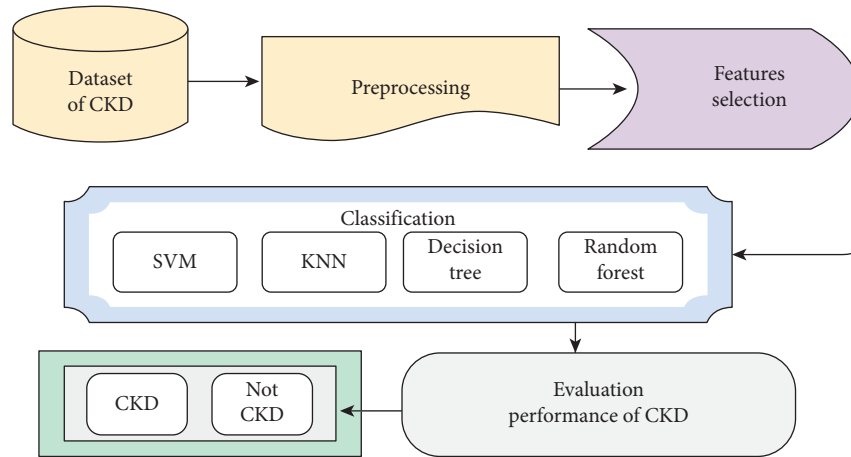 Dataset
of CKD
Preprocessing
Features
selection
Classification
SVM
KNN
Decision
tree
Random
forest
Evaluation
performance of CKD
CKD
Not
CKD